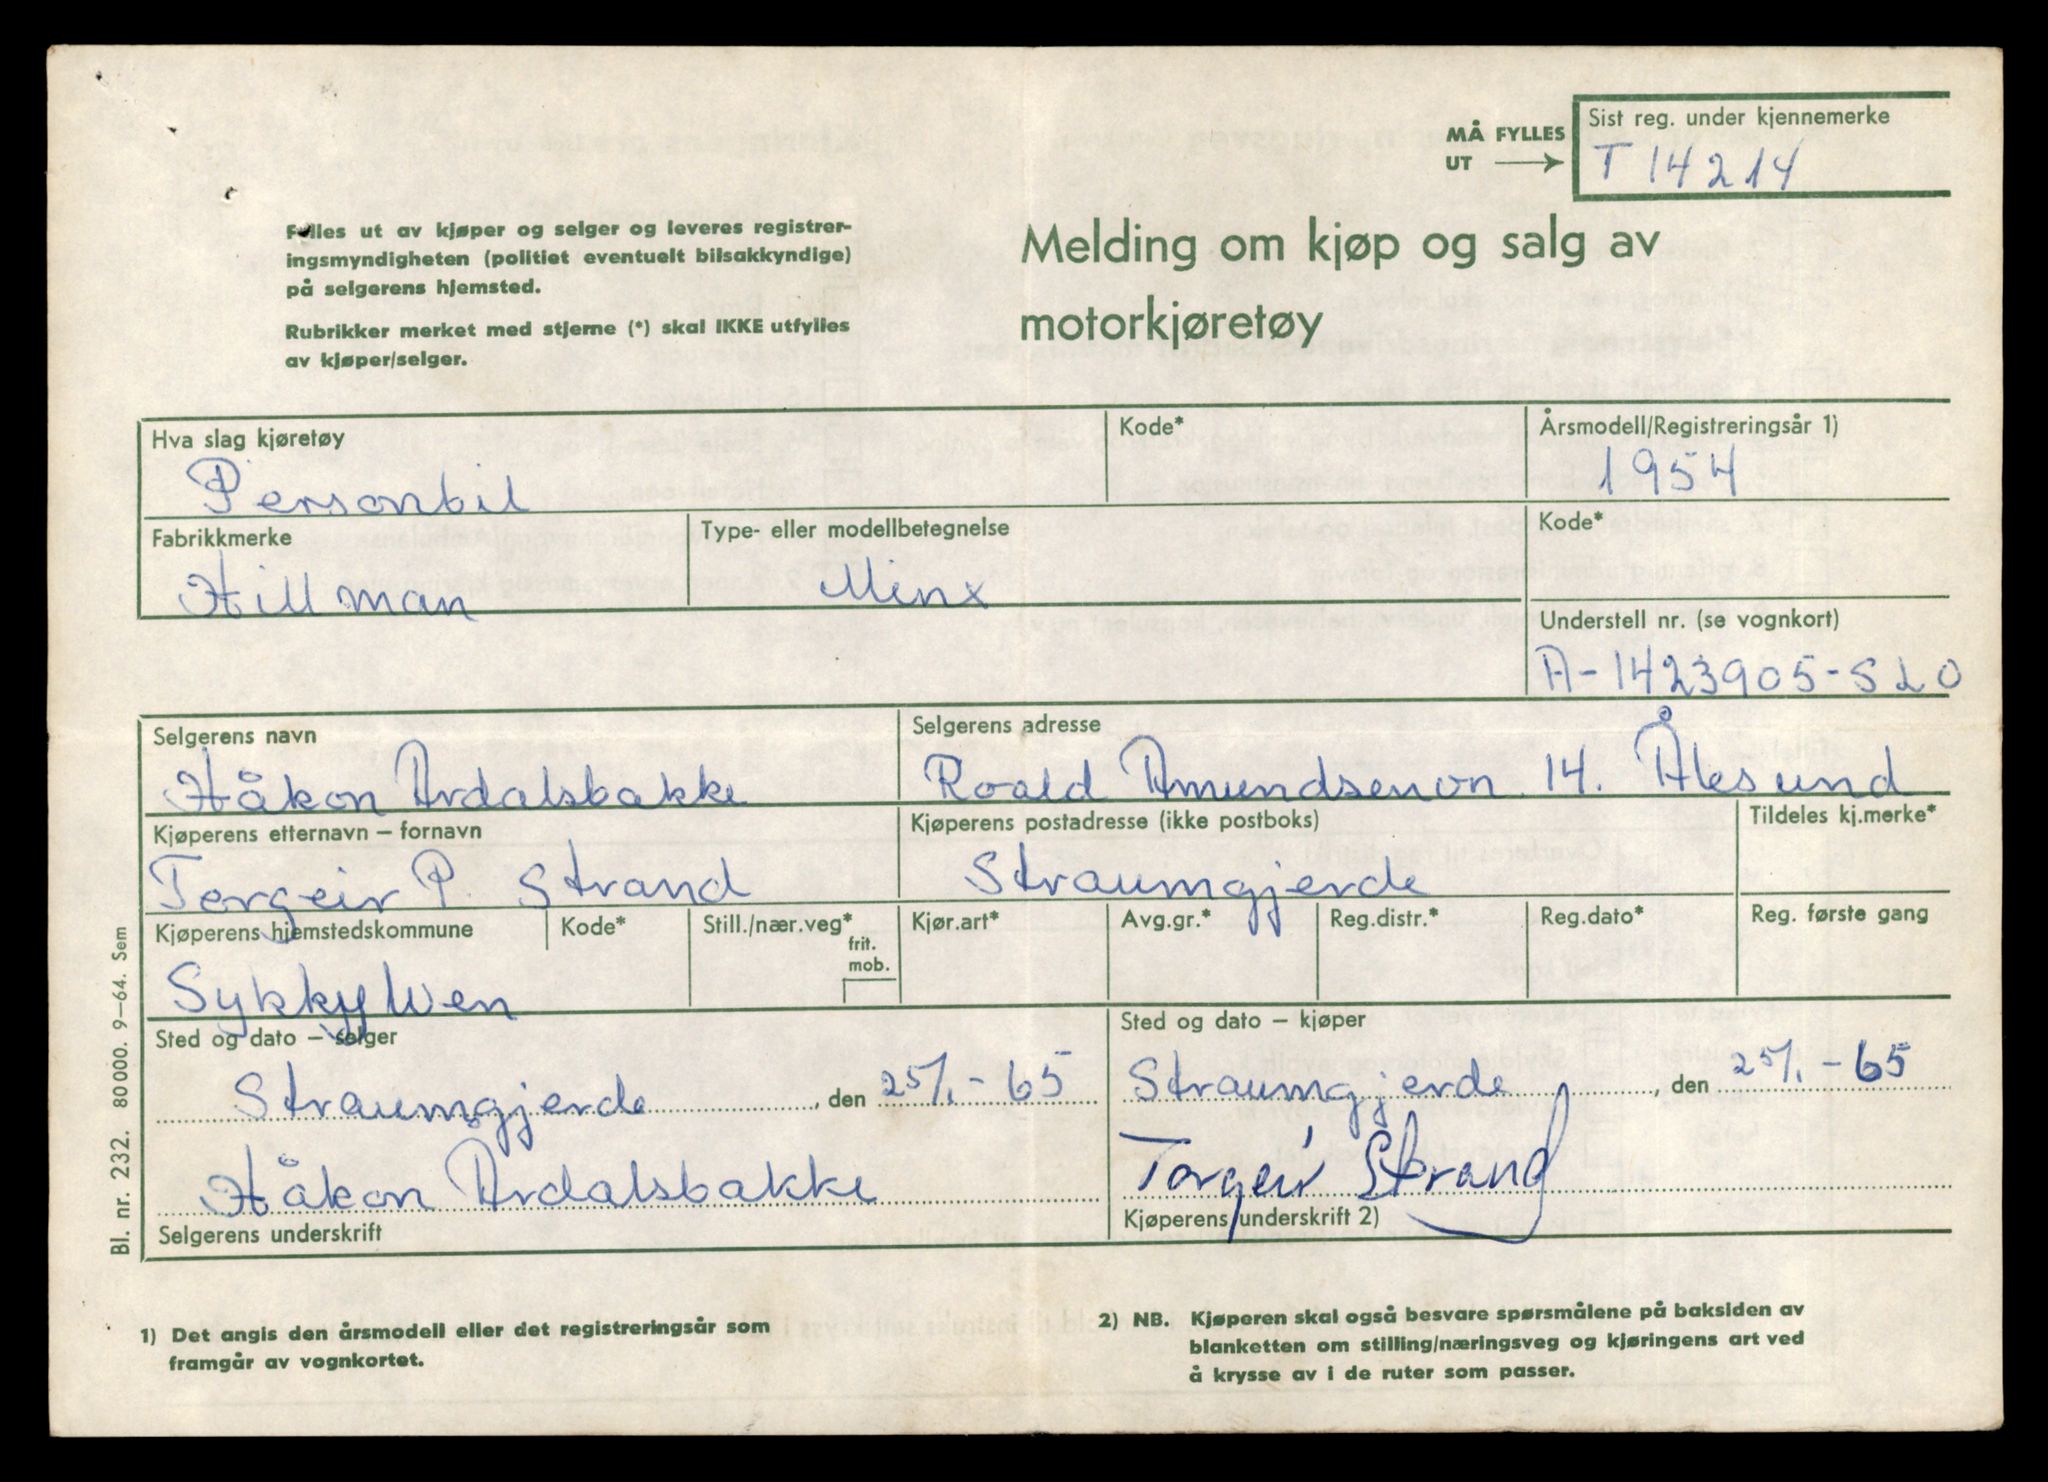 MÅ FYLLES
UT
Sist reg. under kjennemerke
T 14214
Fylles ut av kjøper og selger og leveres registrer-
ingsmyndigheten (politiet eventuelt bilsakkyndige)
på selgerens hjemsted.
Rubrikker merket med stjerne (*) skal IKKE utfylles
av kjøper/selger.
Melding om kjøp og salg av
motorkjøretøy
Hva slag kjøretøy
Personbil
Kode*
Årsmodell/Registreringsår 1)
1954
Fabrikkmerke
Hillman
Type- eller modellbetegnelse
Minx
Kode*
Understell nr. (se vognkort)
A-1423905-SLO
Selgerens navn
Håkon Ardalsbakke
Selgerens adresse
Roald Amundsenvn. 14. Ålesund
Kjøperens etternavn – fornavn
Torgeir P. Strand
Kjøperens postadresse (ikke postboks)
Straumgjerde
Tildeles kj.merke*
Kjøperens hjemstedskommune
Sykkylven
Kode*
Still./nær.veg*
frit.
mob.
Kjør.art*
Avg.gr.*
Reg.distr.*
Reg.dato*
Reg. første gang
Sted og dato – selger
Straumgjerde, den 25/1.-65
Håkon Ardalsbakke
Selgerens underskrift
Sted og dato – kjøper
Straumgjerde, den 25/1.-65
Torgeir Strand
Kjøperens underskrift 2)
Bl. nr. 232. 80 000. 9–64. Sem
1) Det angis den årsmodell eller det registreringsår som
framgår av vognkortet.
2) NB. Kjøperen skal også besvare spørsmålene på baksiden av
blanketten om stilling/næringsveg og kjøringens art ved
å krysse av i de ruter som passer.